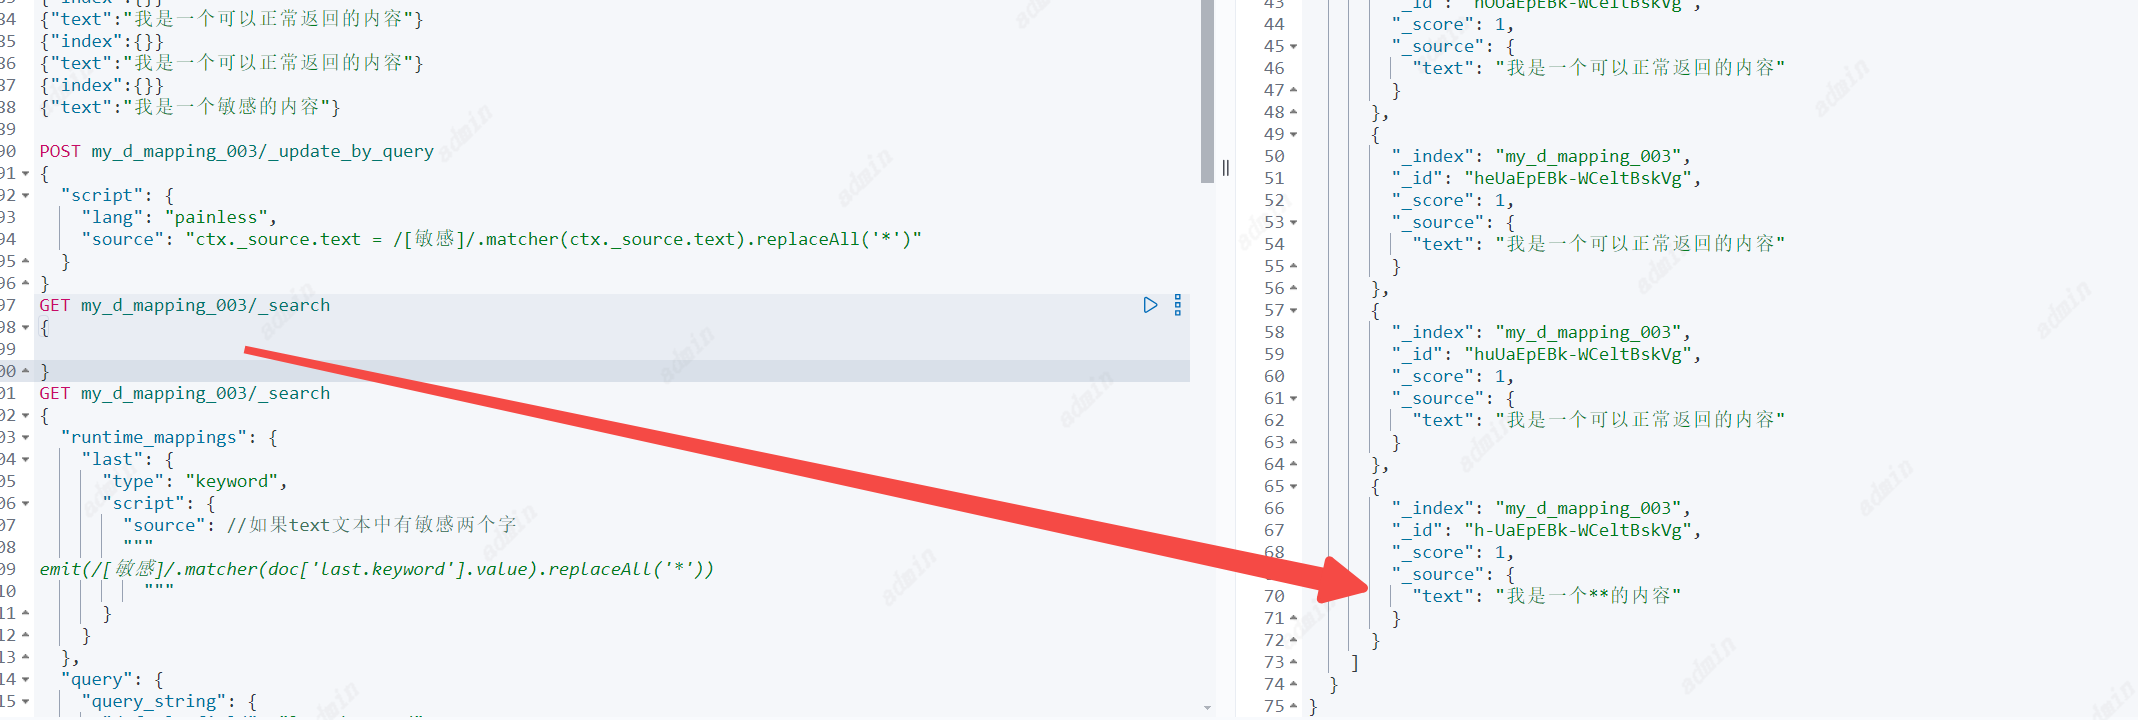 84 {"text":"我是一个可以正常返回的内容"}
85 {"index":{}}
86 {"text":"我是一个可以正常返回的内容"}
87 {"index":{}}
88 {"text":"我是一个敏感的内容"}
89
90 POST my_d_mapping_003/_update_by_query
91 {
92 "script": {
93 "lang": "painless",
94 "source": "ctx._source.text = /[敏感]/.matcher(ctx._source.text).replaceAll('*')"
95 }
96 }
97 GET my_d_mapping_003/_search
98 {
99
00 }
01 GET my_d_mapping_003/_search
02 {
03 "runtime_mappings": {
04 "last": {
05 "type": "keyword",
06 "script": {
07 "source": //如果text文本中有敏感两个字
08 """
09 emit(/[敏感]/.matcher(doc['last.keyword'].value).replaceAll('*'))
10 """
11 }
12 }
13 },
14 "query": {
15 "query_string": {
43 "_id": "hOUaEpEBk-WCeltBskVg",
44 "_score": 1,
45 "_source": {
46 "text": "我是一个可以正常返回的内容"
47 }
48 },
49 {
50 "_index": "my_d_mapping_003",
51 "_id": "heUaEpEBk-WCeltBskVg",
52 "_score": 1,
53 "_source": {
54 "text": "我是一个可以正常返回的内容"
55 }
56 },
57 {
58 "_index": "my_d_mapping_003",
59 "_id": "huUaEpEBk-WCeltBskVg",
60 "_score": 1,
61 "_source": {
62 "text": "我是一个可以正常返回的内容"
63 }
64 },
65 {
66 "_index": "my_d_mapping_003",
67 "_id": "h-UaEpEBk-WCeltBskVg",
68 "_score": 1,
"_source": {
70 "text": "我是一个**的内容"
71 }
72 }
73 ]
74 }
75 }
admin